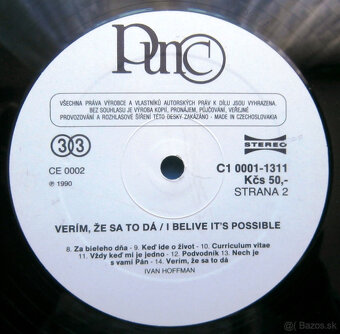 Punc
VŠECHNA PRÁVA VÝROBCE A VLASTNÍKŮ AUTORSKÝCH PRÁV K DÍLU JSOU VYHRAZENA.
BEZ SOUHLASU JE VÝROBA KOPIÍ, PRONÁJEM, PŮJČOVÁNÍ, VEŘEJNÉ
PROVOZOVÁNÍ A ROZHLASOVÉ ŠÍŘENÍ TÉTO DESKY ZAKÁZÁNO · MADE IN CZECHOSLOVAKIA
33
STEREO
CE 0002
C1 0001-1311
Kčs 50,-
℗ 1990
STRANA 2
VERÍM, ŽE SA TO DÁ / I BELIVE IT'S POSSIBLE
8. Za bieleho dňa - 9. Keď ide o život - 10. Curriculum vitae
11. Vždy keď mi je jedno - 12. Podvodník - 13. Nech je
s vami Pán - 14. Verím, že sa to dá
IVAN HOFFMAN
© Bazos.sk